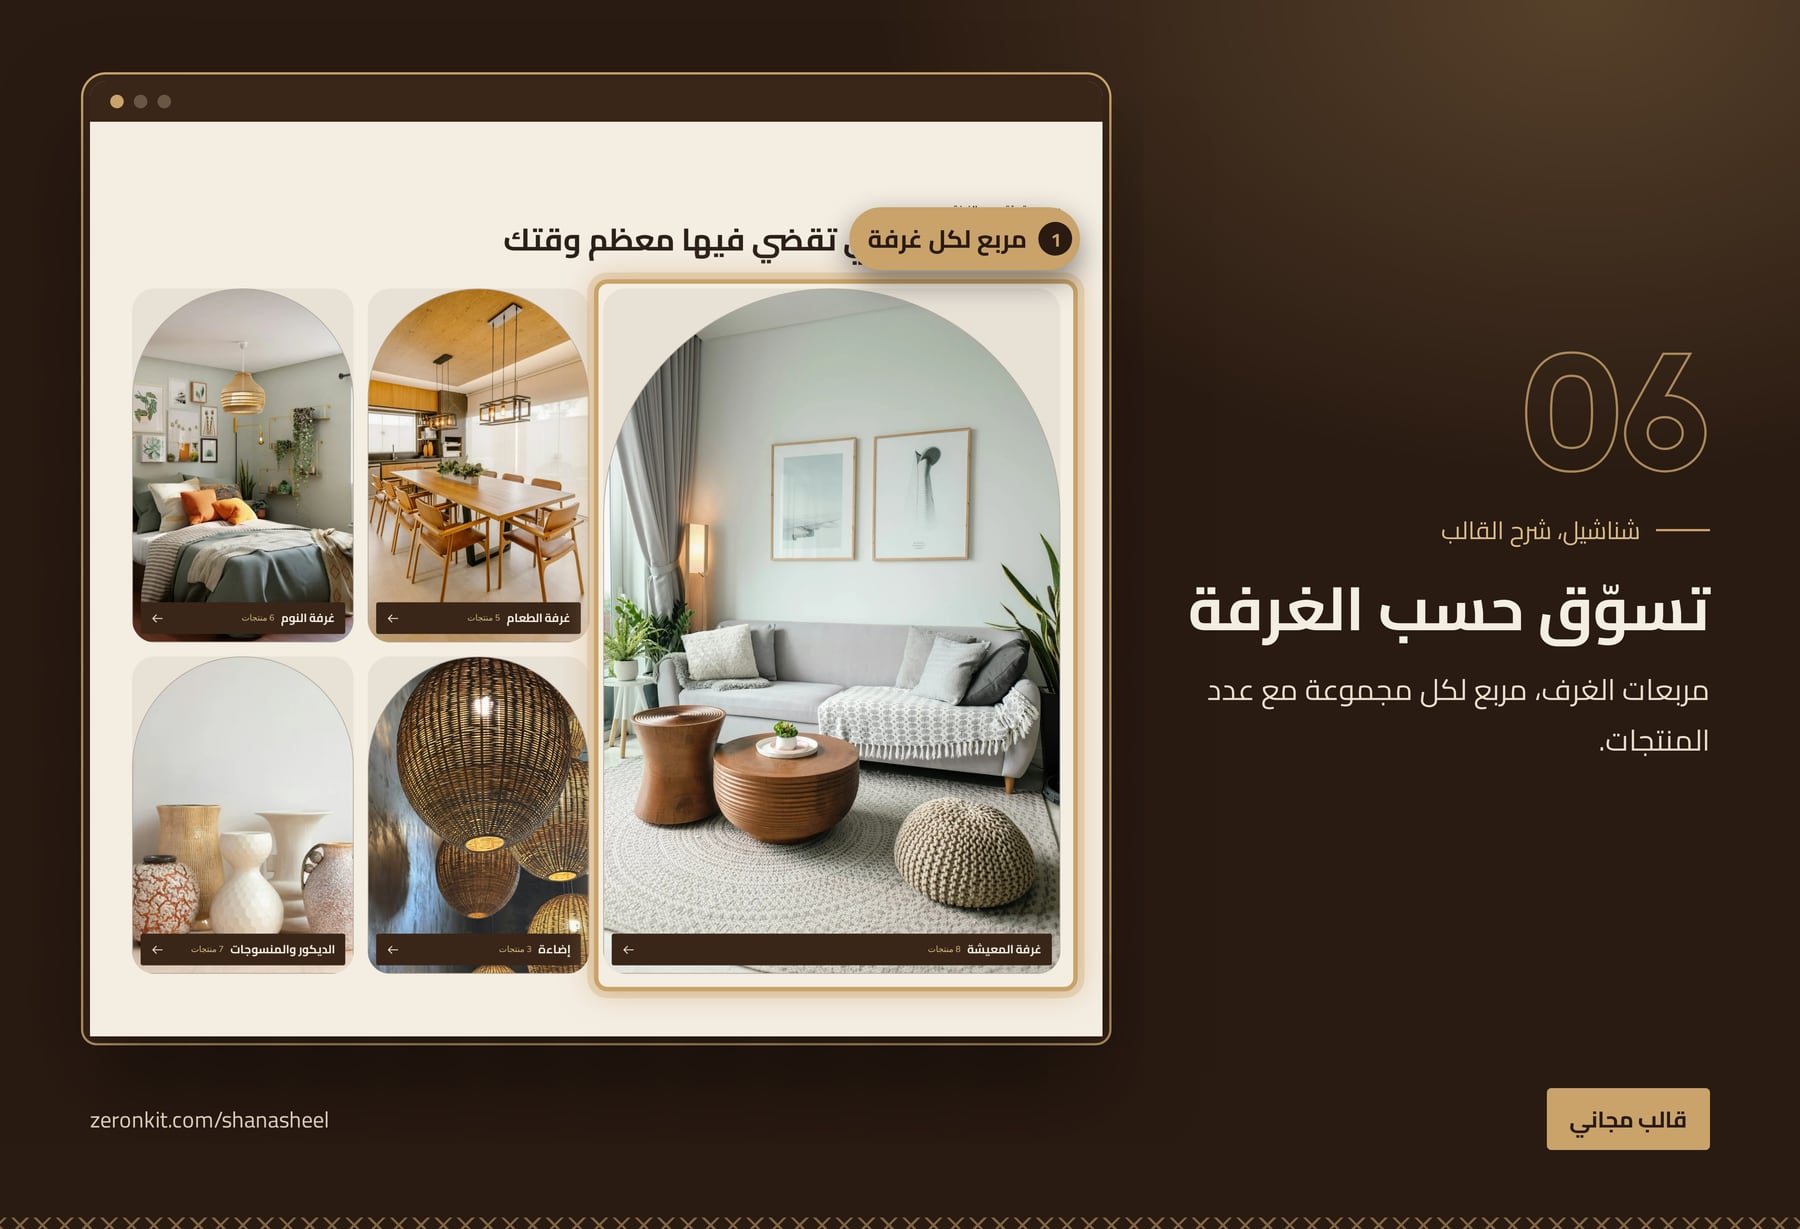 06
شناشيل، شرح القالب
تسوّق حسب الغرفة
مربعات الغرف، مربع لكل مجموعة مع عدد
المنتجات.
1 مربع لكل غرفة
تقضي فيها معظم وقتك
غرفة المعيشة 8 منتجات
غرفة الطعام 5 منتجات
غرفة النوم 6 منتجات
إضاءة 3 منتجات
الديكور والمنسوجات 7 منتجات
قالب مجاني
zeronkit.com/shanasheel